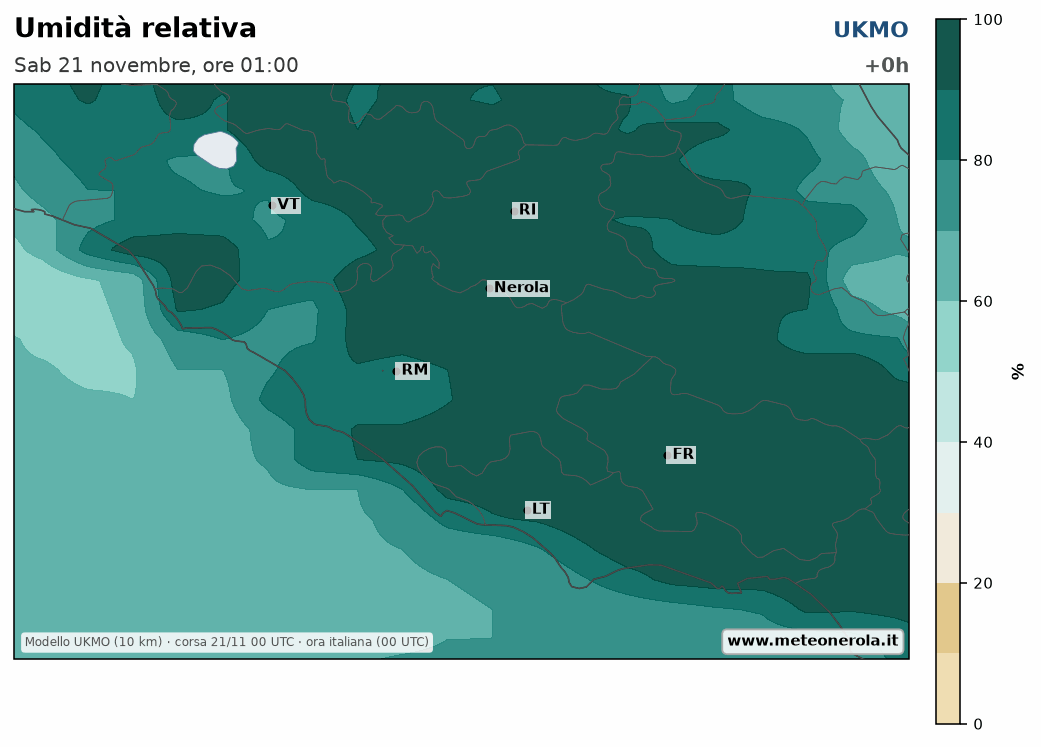 Umidità relativa
UKMO
Sab 21 novembre, ore 01:00
+0h
VT
RI
Nerola
RM
FR
LT
Modello UKMO (10 km) · corsa 21/11 00 UTC · ora italiana (00 UTC)
www.meteonerola.it
100
80
60
40
20
0
%